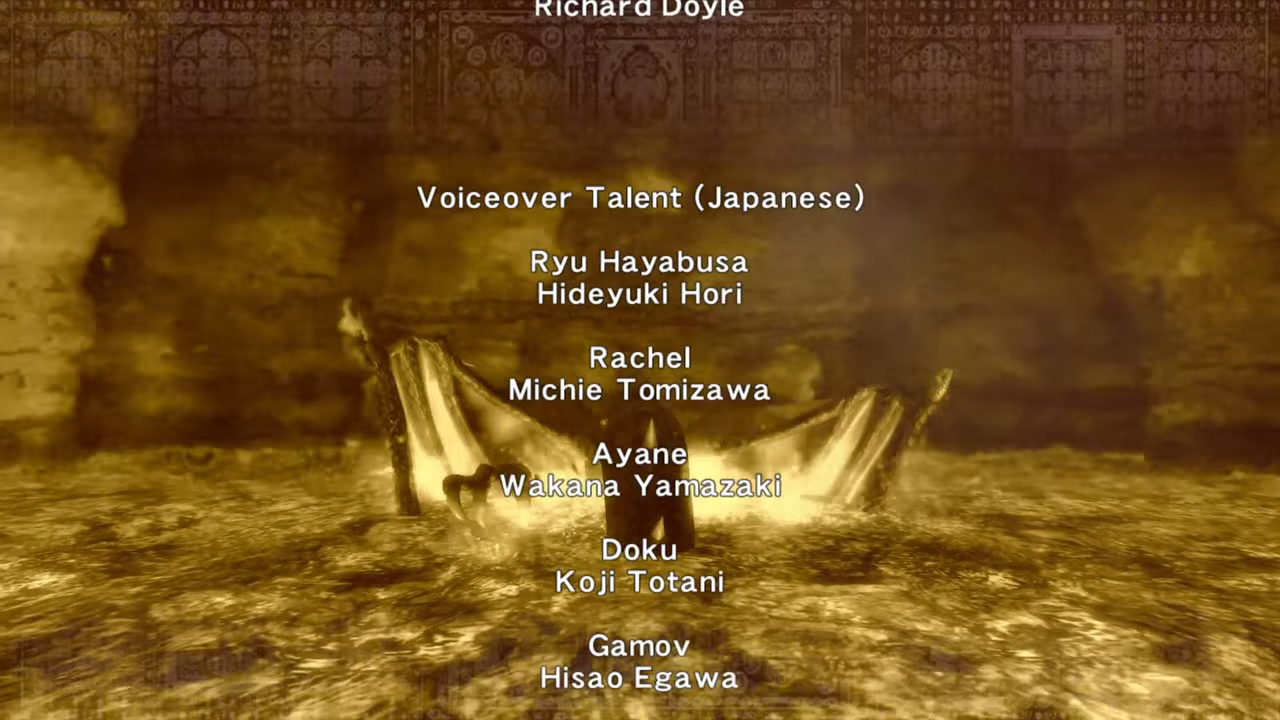 Richard Doyle
Voiceover Talent (Japanese)
Ryu Hayabusa
Hideyuki Hori
Rachel
Michie Tomizawa
Ayane
Wakana Yamazaki
Doku
Koji Totani
Gamov
Hisao Egawa